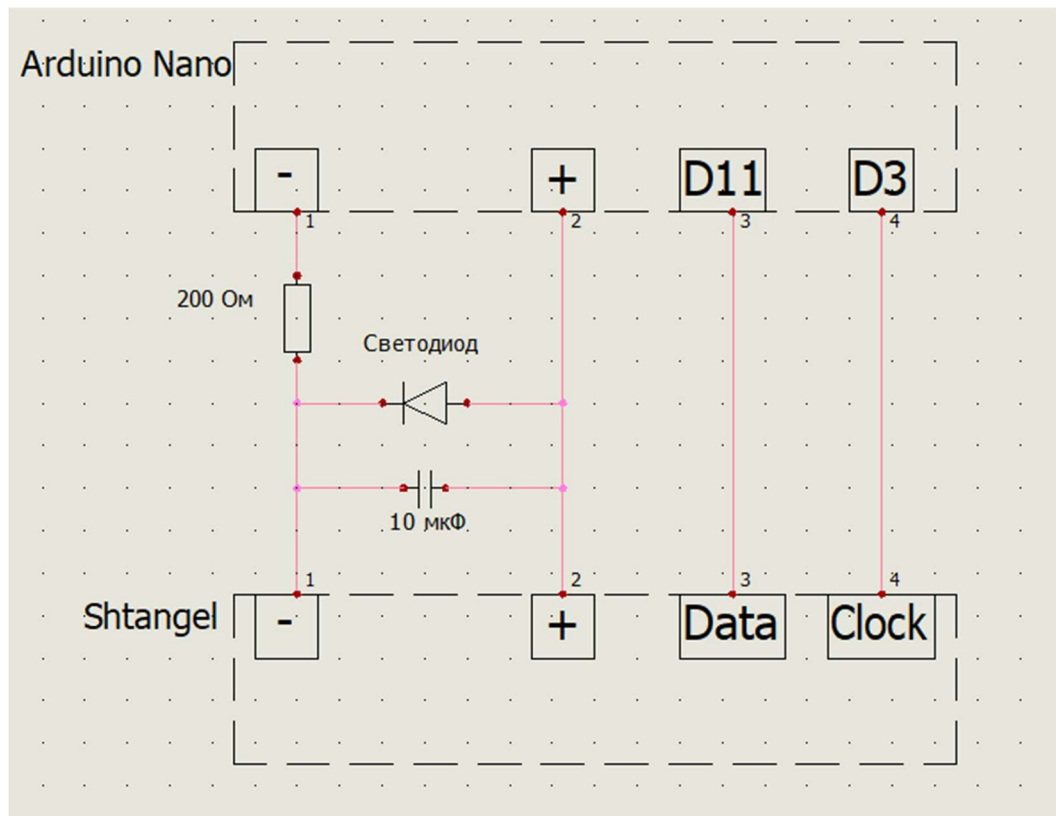 Arduino Nano
- + D11 D3
1 2 3 4
200 Ом
Светодиод
10 мкФ
1 2 3 4
Shtangel
- + Data Clock